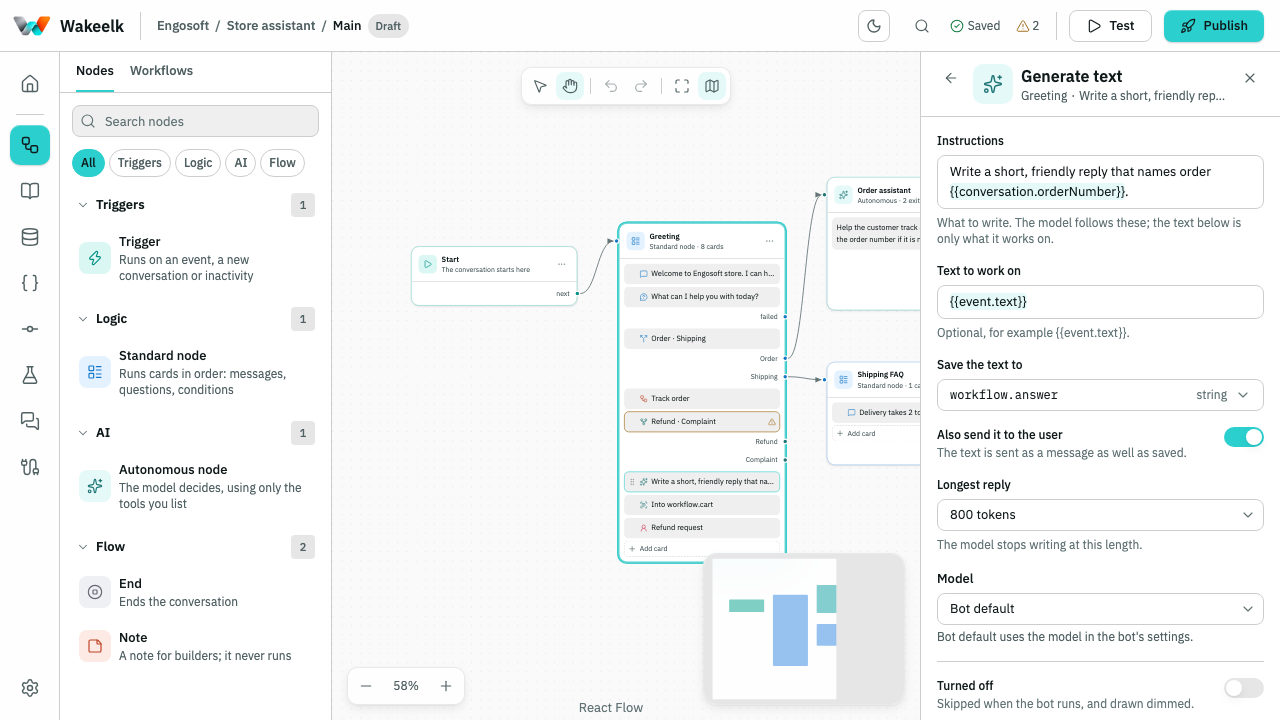 Wakeelk
Engosoft / Store assistant / Main Draft
Saved
2
Test
Publish
Nodes
Workflows
Search nodes
All
Triggers
Logic
AI
Flow
Triggers
1
Trigger
Runs on an event, a new
conversation or inactivity
Logic
1
Standard node
Runs cards in order: messages,
questions, conditions
AI
1
Autonomous node
The model decides, using only the
tools you list
Flow
2
End
Ends the conversation
Note
A note for builders; it never runs
Start
The conversation starts here
next
Greeting
Standard node · 8 cards
Welcome to Engosoft store. I can h...
What can I help you with today?
failed
Order · Shipping
Order
Shipping
Track order
Refund · Complaint
Refund
Complaint
Write a short, friendly reply that na...
Into workflow.cart
Refund request
Add card
Order assistant
Autonomous · 2 exit
Help the customer track
the order number if it is n
Shipping FAQ
Standard node · 1 ca
Delivery takes 2 to
Add card
58%
React Flow
Generate text
Greeting · Write a short, friendly rep...
Instructions
Write a short, friendly reply that names order
{{conversation.orderNumber}}.
What to write. The model follows these; the text below is
only what it works on.
Text to work on
{{event.text}}
Optional, for example {{event.text}}.
Save the text to
workflow.answer
string
Also send it to the user
The text is sent as a message as well as saved.
Longest reply
800 tokens
The model stops writing at this length.
Model
Bot default
Bot default uses the model in the bot's settings.
Turned off
Skipped when the bot runs, and drawn dimmed.